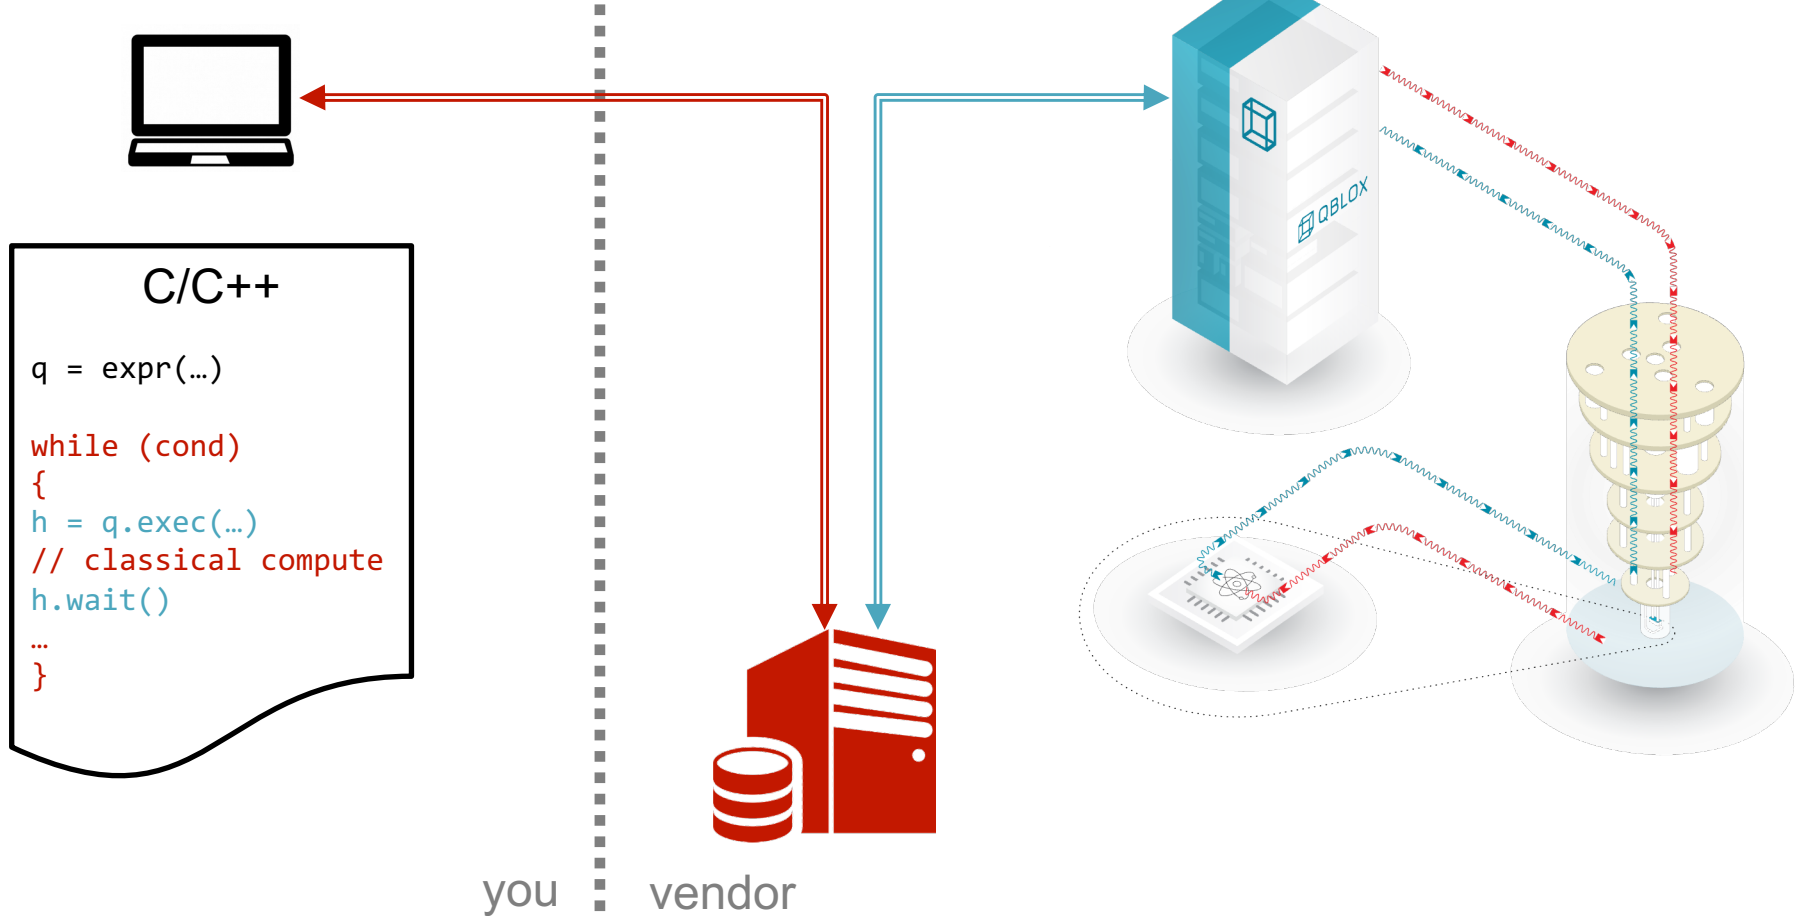 C/C++
q = expr(…)
while (cond)
{
h = q.exec(…)
// classical compute
h.wait()
…
}
QBLOX
you
vendor